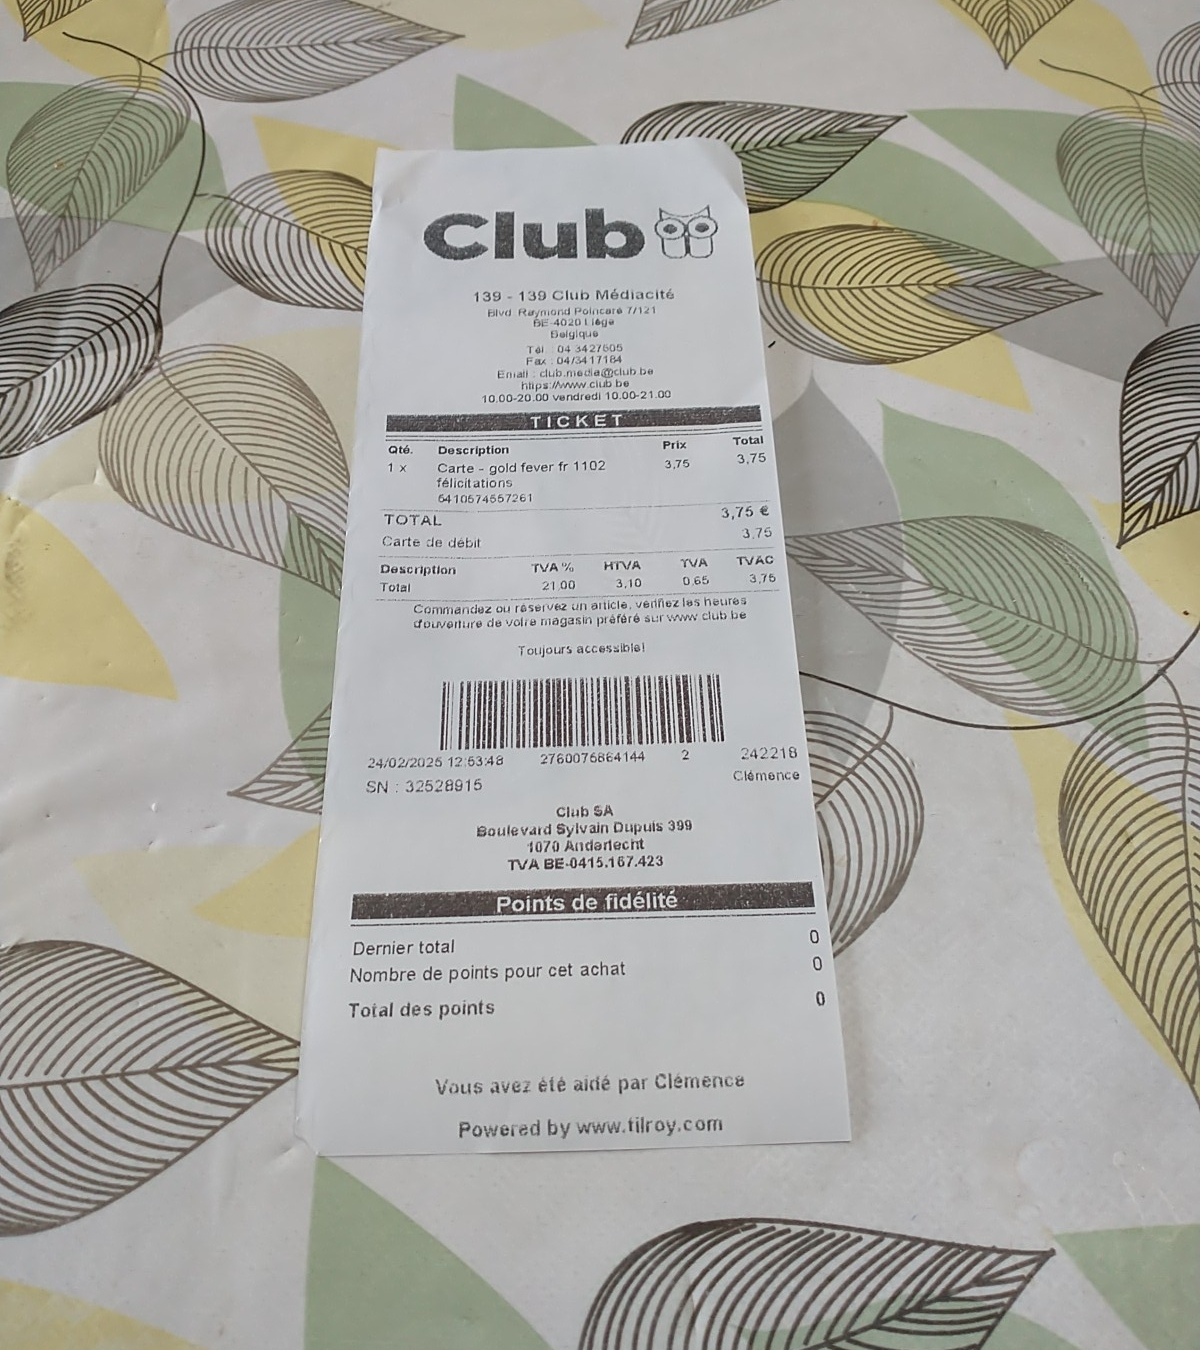 Club
139 - 139 Club Médiacité
Blvd. Raymond Poincaré 7/121
BE-4020 Liège
Belgique
Tél : 04 3427605
Fax : 04/3417184
Email : club.media@club.be
https://www.club.be
10.00-20.00 vendredi 10.00-21.00
TICKET
Qté. Description Prix Total
1 x Carte - gold fever fr 1102 3,75 3,75
félicitations
5410574557261
TOTAL 3,75 €
Carte de débit 3,75
Description TVA % HTVA TVA TVAC
Total 21,00 3,10 0,65 3,75
Commandez ou réservez un article, vérifiez les heures
d'ouverture de votre magasin préféré sur www.club.be
Toujours accessible!
24/02/2025 12:53:48 2760075864144 2 242218
SN : 32528915 Clémence
Club SA
Boulevard Sylvain Dupuis 399
1070 Anderlecht
TVA BE-0415.167.423
Points de fidélité
Dernier total 0
Nombre de points pour cet achat 0
Total des points 0
Vous avez été aidé par Clémence
Powered by www.tilroy.com